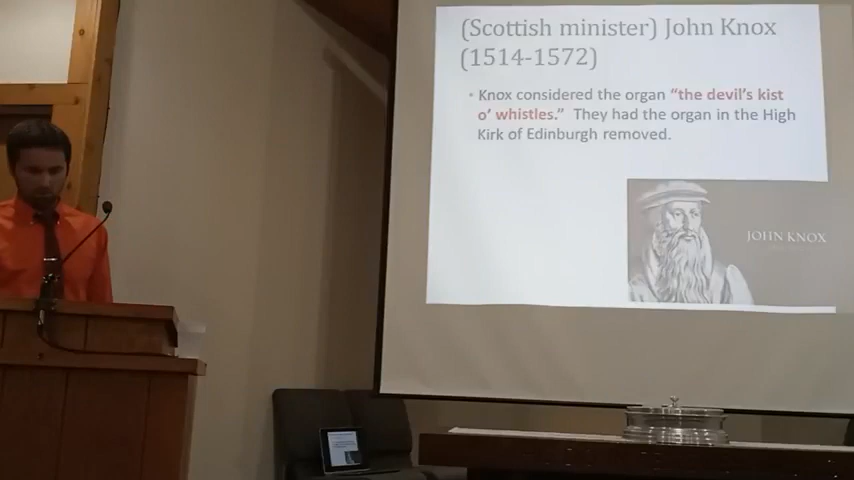 (Scottish minister) John Knox
(1514-1572)
• Knox considered the organ "the devil's kist
o' whistles." They had the organ in the High
Kirk of Edinburgh removed.
JOHN KNOX